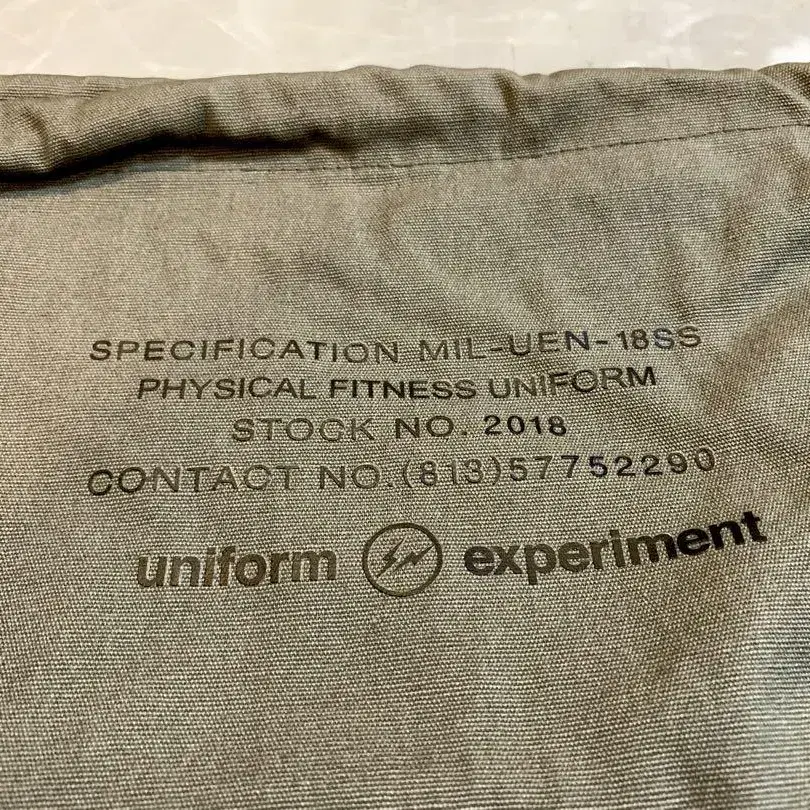 SPECIFICATION MIL-UEN-18SS
PHYSICAL FITNESS UNIFORM
STOCK NO. 2018
CONTACT NO.(813)57752290
uniform experiment